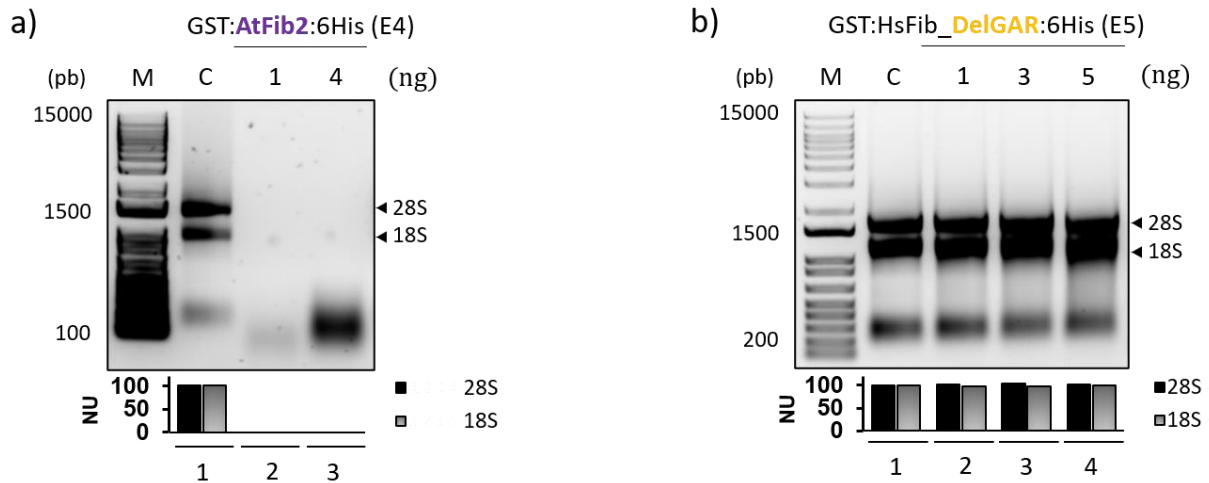 a)
GST:AtFib2:6His (E4)
(pb) M C 1 4 (ng)
15000
1500
100
28S
18S
100
50
0
NU
28S
18S
1 2 3
b)
GST:HsFib_DelGAR:6His (E5)
(pb) M C 1 3 5 (ng)
15000
1500
200
28S
18S
100
50
0
NU
28S
18S
1 2 3 4